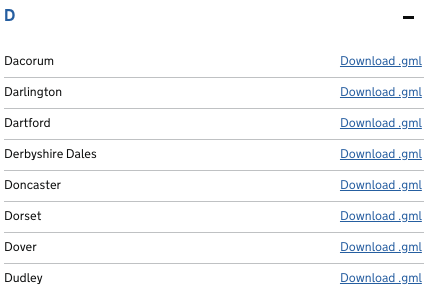 D
Dacorum Download .gml
Darlington Download .gml
Dartford Download .gml
Derbyshire Dales Download .gml
Doncaster Download .gml
Dorset Download .gml
Dover Download .gml
Dudley Download .gml